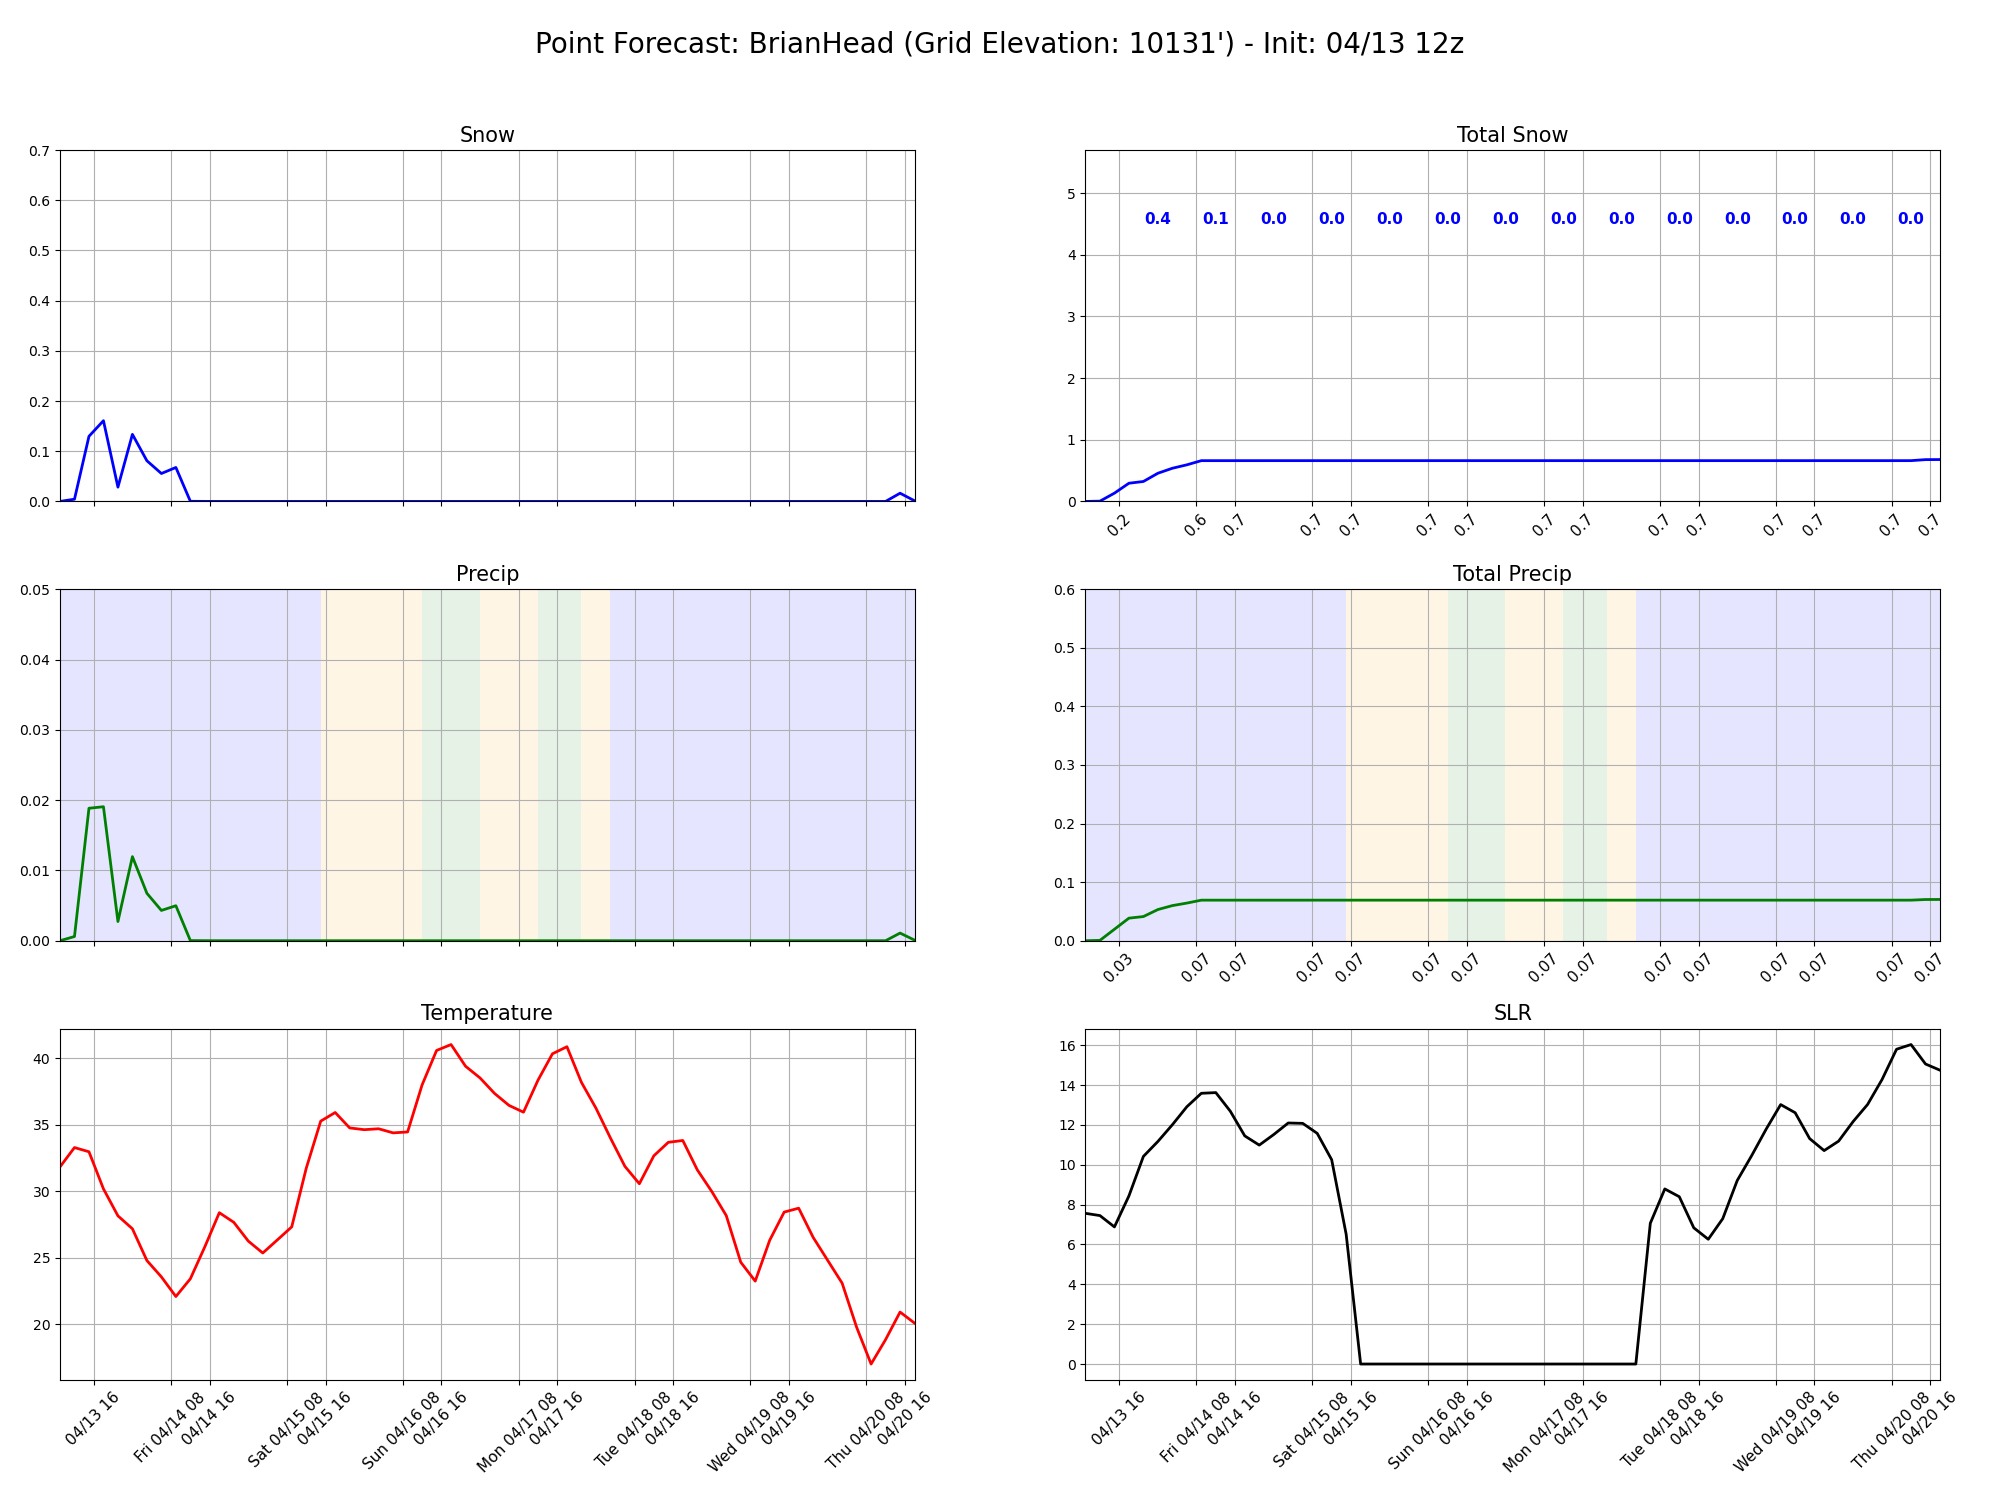 Point Forecast: BrianHead (Grid Elevation: 10131') - Init: 04/13 12z
Snow
0.7
0.6
0.5
0.4
0.3
0.2
0.1
0.0
Total Snow
5
4
3
2
1
0
0.4 0.1 0.0 0.0 0.0 0.0 0.0 0.0 0.0 0.0 0.0 0.0 0.0 0.0
0.2 0.6 0.7 0.7 0.7 0.7 0.7 0.7 0.7 0.7 0.7 0.7 0.7 0.7 0.7
Precip
0.05
0.04
0.03
0.02
0.01
0.00
Total Precip
0.6
0.5
0.4
0.3
0.2
0.1
0.0
0.03 0.07 0.07 0.07 0.07 0.07 0.07 0.07 0.07 0.07 0.07 0.07 0.07 0.07 0.07
Temperature
40
35
30
25
20
04/13 16
Fri 04/14 08
04/14 16
Sat 04/15 08
04/15 16
Sun 04/16 08
04/16 16
Mon 04/17 08
04/17 16
Tue 04/18 08
04/18 16
Wed 04/19 08
04/19 16
Thu 04/20 08
04/20 16
SLR
16
14
12
10
8
6
4
2
0
04/13 16
Fri 04/14 08
04/14 16
Sat 04/15 08
04/15 16
Sun 04/16 08
04/16 16
Mon 04/17 08
04/17 16
Tue 04/18 08
04/18 16
Wed 04/19 08
04/19 16
Thu 04/20 08
04/20 16